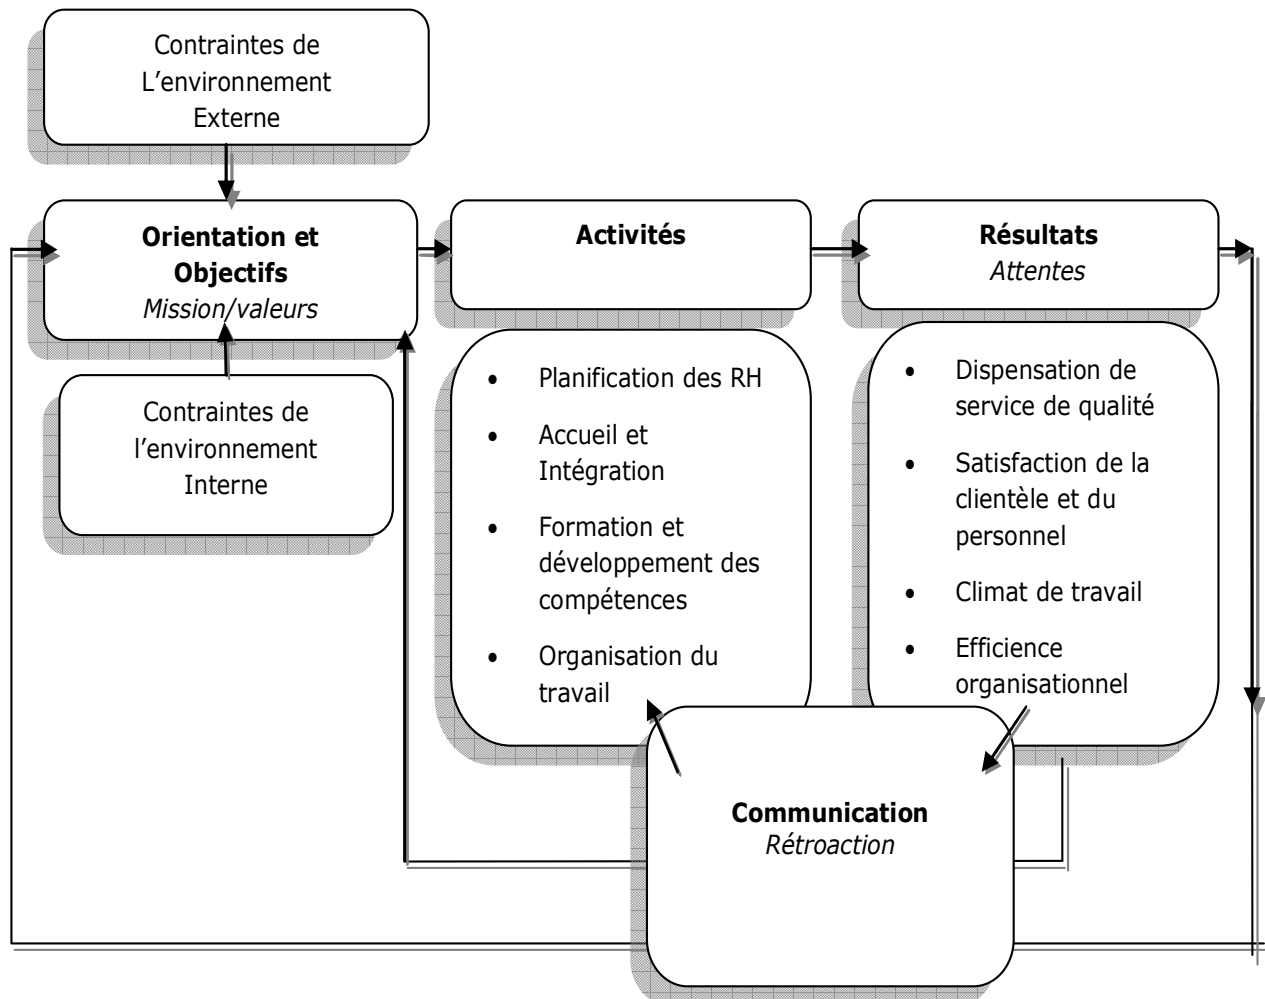 Contraintes de
L’environnement
Externe
Orientation et
Objectifs
Mission/valeurs
Contraintes de
l’environnement
Interne
Activités
• Planification des RH
• Accueil et
Intégration
• Formation et
développement des
compétences
• Organisation du
travail
Résultats
Attentes
• Dispensation de
service de qualité
• Satisfaction de la
clientèle et du
personnel
• Climat de travail
• Efficience
organisationnel
Communication
Rétroaction